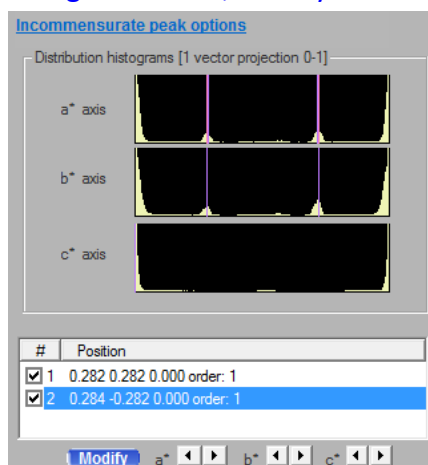 Incommensurate peak options
Distribution histograms [1 vector projection 0-1]
a* axis
b* axis
c* axis
# Position
1 0.282 0.282 0.000 order: 1
2 0.284 -0.282 0.000 order: 1
Modify a* b* c*